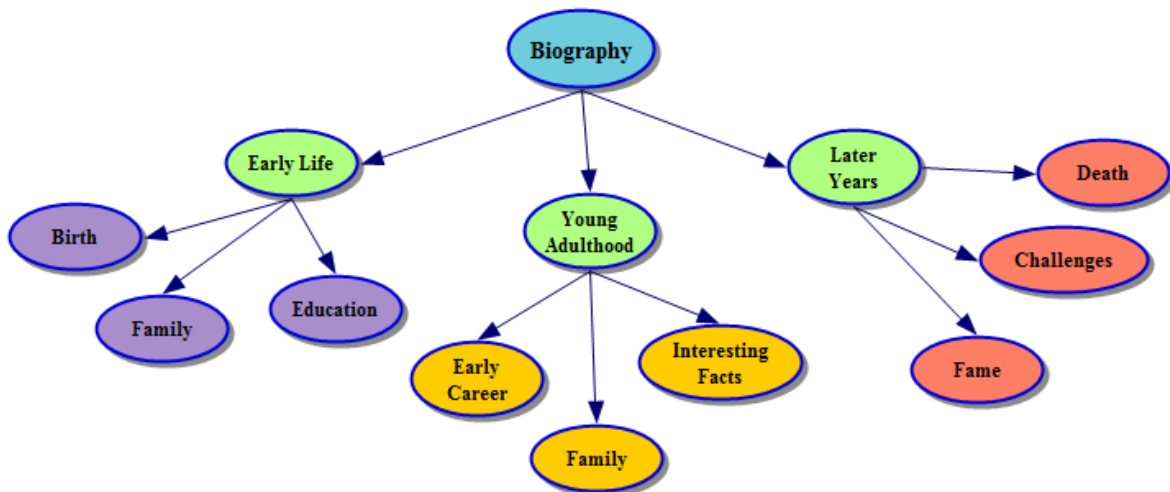 Biography
Early Life
Later
Years
Death
Birth
Young
Adulthood
Challenges
Family
Education
Early
Career
Interesting
Facts
Fame
Family